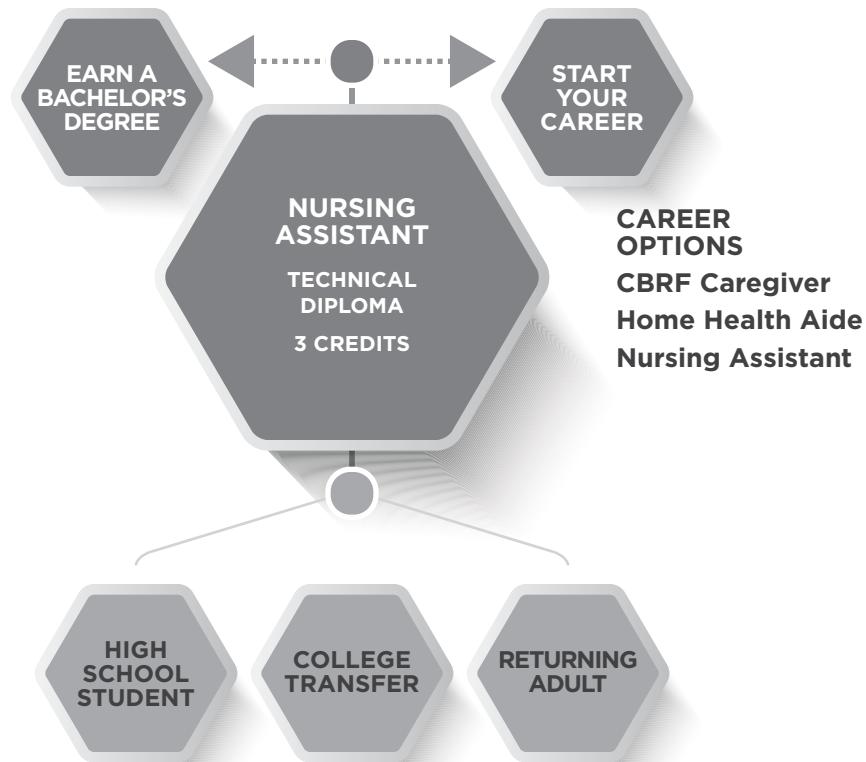 EARN A
BACHELOR’S
DEGREE
START
YOUR
CAREER
NURSING
ASSISTANT
TECHNICAL
DIPLOMA
3 CREDITS
CAREER
OPTIONS
CBRF Caregiver
Home Health Aide
Nursing Assistant
HIGH
SCHOOL
STUDENT
COLLEGE
TRANSFER
RETURNING
ADULT